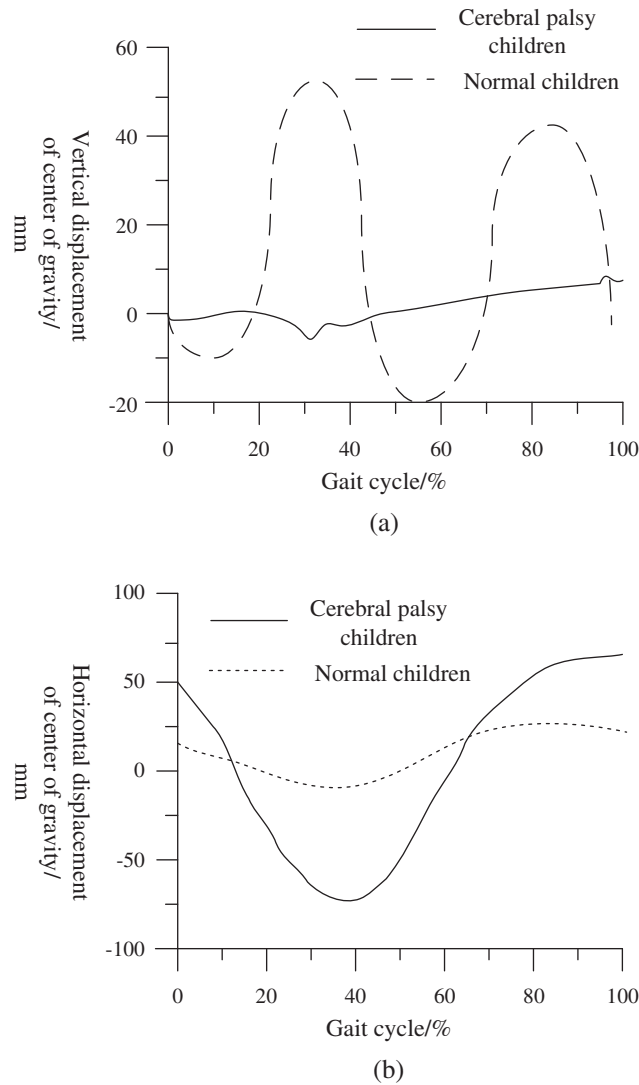 Cerebral palsy
children
Normal children
60
40
20
0
-20
Vertical displacement
of center of gravity/
mm
0 20 40 60 80 100
Gait cycle/%
(a)
Cerebral palsy
children
Normal children
100
50
0
-50
-100
Horizontal displacement
of center of gravity/
mm
0 20 40 60 80 100
Gait cycle/%
(b)